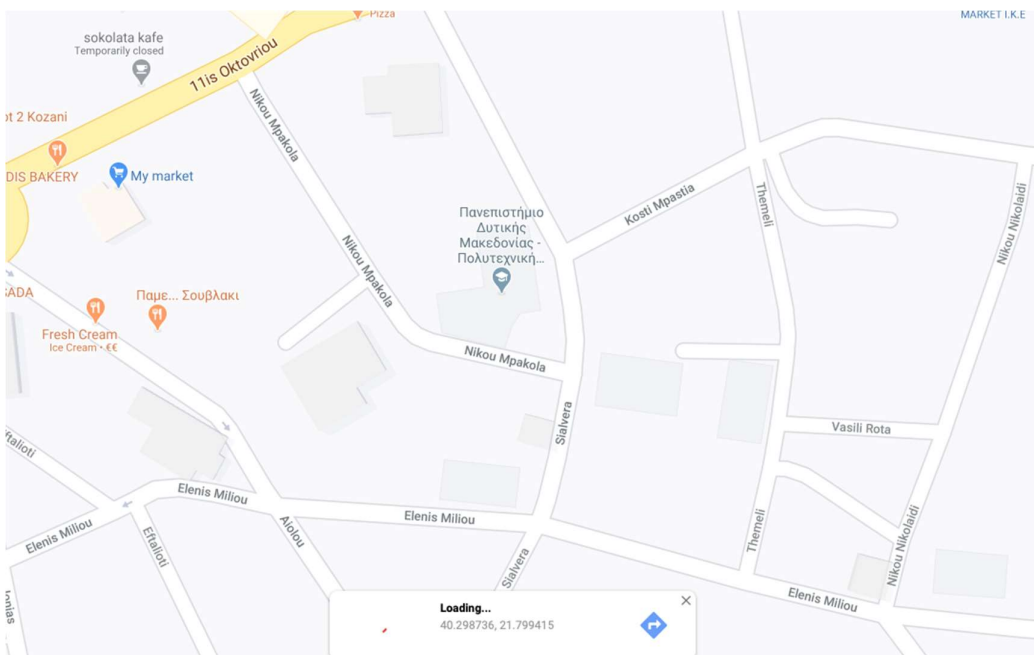 Pizza
MARKET I.K.E
sokolata kafe
Temporarily closed
11is Oktovriou
ot 2 Kozani
Nikou Mpakola
DIS BAKERY
My market
Kosti Mpastia
Themeli
Nikou Nikolaidi
Πανεπιστήμιο
Δυτικής
Μακεδονίας -
Πολυτεχνική...
Nikou Mpakola
SADA
Παμε... Σουβλακι
Fresh Cream
Ice Cream · €€
Nikou Mpakola
Sialvera
Vasili Rota
ftalioti
Elenis Miliou
Elenis Miliou
Elenis Miliou
Eftalioti
Aiolou
Themeli
Nikou Nikolaidi
Sialvera
Elenis Miliou
Ionias
Loading...
40.298736, 21.799415